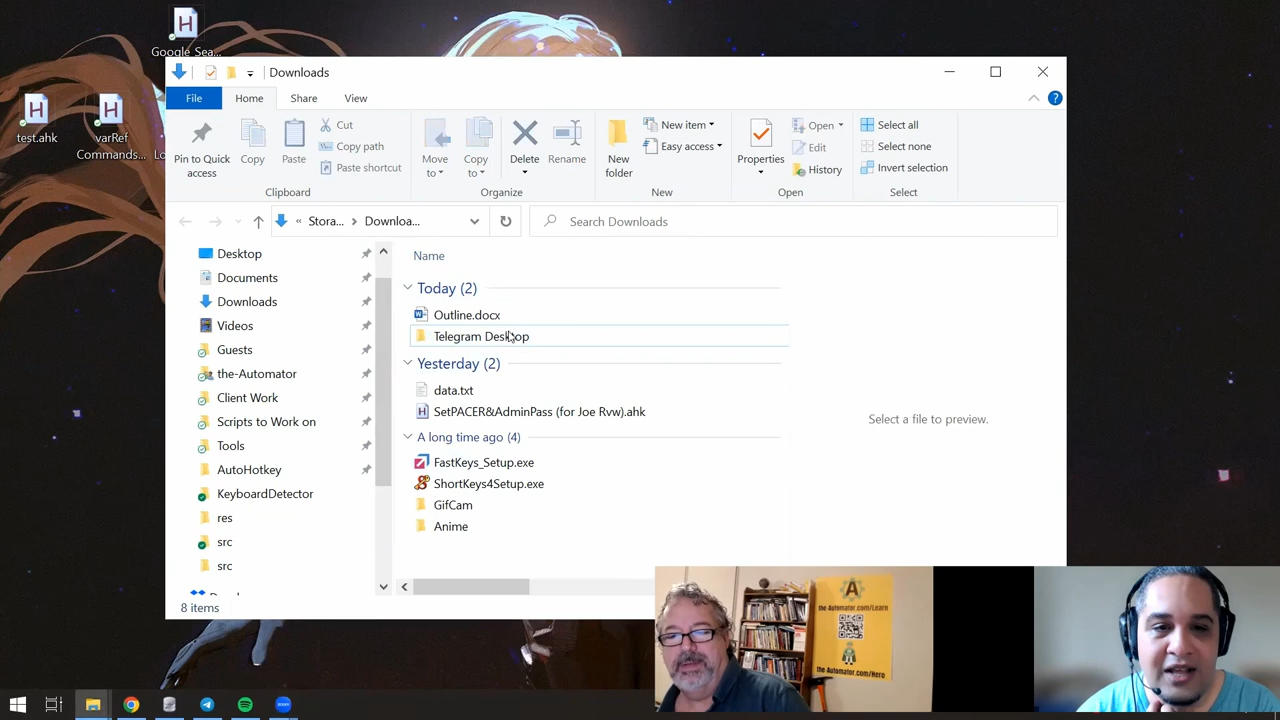 Google_Sea...
test.ahk
varRef
Commands...
Downloads
File
Home
Share
View
Pin to Quick
access
Copy
Paste
Cut
Copy path
Paste shortcut
Clipboard
Move
to
Copy
to
Delete
Rename
Organize
New
folder
New item
Easy access
New
Properties
Open
Edit
History
Open
Select all
Select none
Invert selection
Select
« Stora... > Downloa...
Search Downloads
Desktop
Documents
Downloads
Videos
Guests
the-Automator
Client Work
Scripts to Work on
Tools
AutoHotkey
KeyboardDetector
res
src
src
Name
Today (2)
Outline.docx
Telegram Desktop
Yesterday (2)
data.txt
SetPACER&AdminPass (for Joe Rvw).ahk
A long time ago (4)
FastKeys_Setup.exe
ShortKeys4Setup.exe
GifCam
Anime
Select a file to preview.
8 items
A
the-Automator.com/Learn
the-Automator.com/Hero